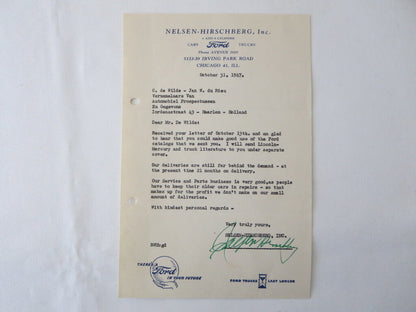 NELSEN-HIRSCHBERG, Inc.
CARS Ford TRUCKS
Phone AVENUE
5133-39 IRVING PARK ROAD
CHICAGO 41, ILL.
October 31, 1947.
C. de Wilde - Jan W. du Rieu
Verzamelaars Van
Automobiel Prospectussen
En Gegevens
Iordensstraat 43 - Haarlem - Holland
Dear Mr. De Wilde:
Received your letter of October 13th, and am glad
to hear that you could make good use of the Ford
catalogs that we sent you. I will send Lincoln-
Mercury and truck literature to you under separate
cover.
Our deliveries are still far behind the demand - at
the present time 21 months on delivery.
Our Service and Parts business is very good,as people
have to keep their older cars in repairs - so that
makes up for the profit we don't make on our small
amount of deliveries.
With kindest personal regards -
Very truly yours,
NELSEN-HIRSCHBERG, INC.
THERE'S A
Ford
IN YOUR FUTURE
FORD TRUCKS LAST LONGER